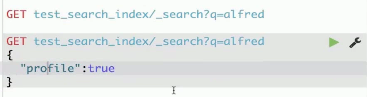 GET test_search_index/_search?q=alfred
GET test_search_index/_search?q=alfred
{
  "profile":true
}